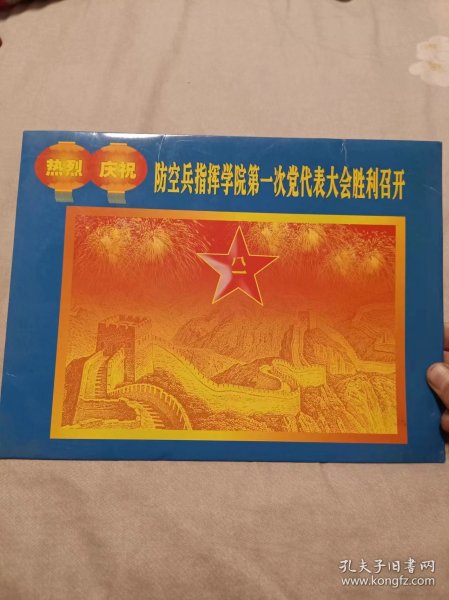 热烈 庆祝 防空兵指挥学院第一次党代表大会胜利召开
八一
孔夫子旧书网
www.kongfz.com